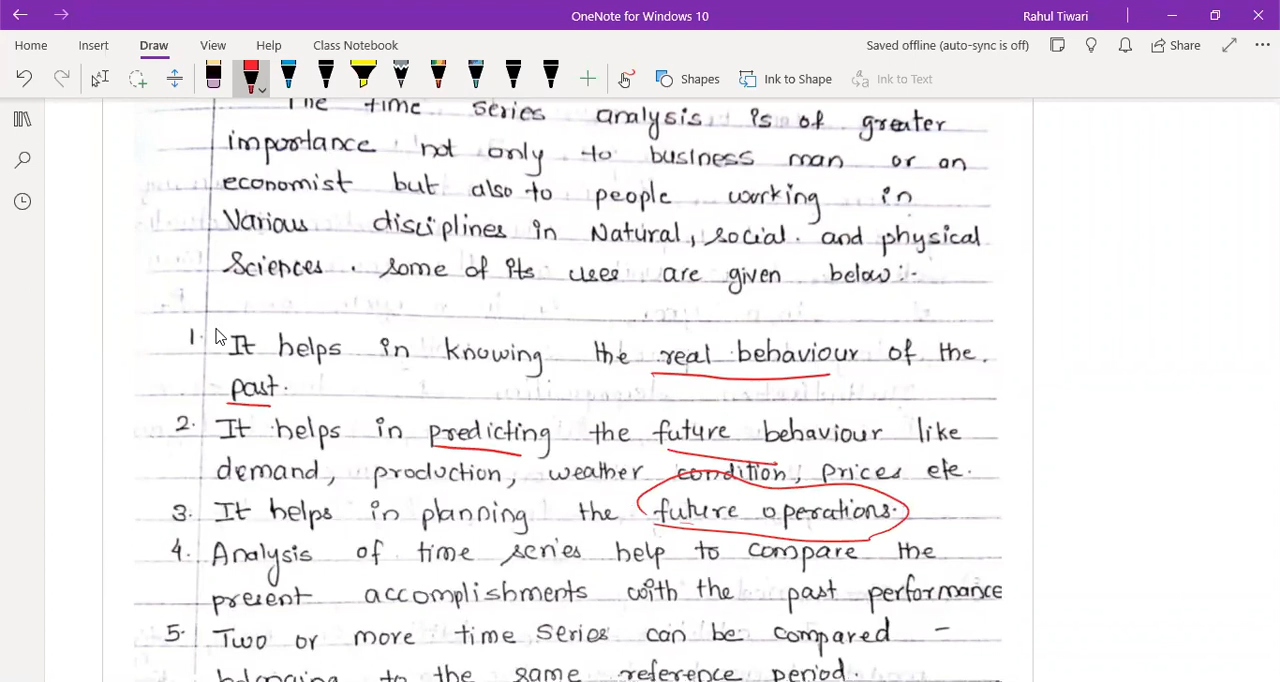 OneNote for Windows 10
Rahul Tiwari
Home Insert Draw View Help Class Notebook
Saved offline (auto-sync is off) Share
Shapes Ink to Shape Ink to Text
The time series analysis is of greater
importance not only to business man or an
economist but also to people working in
Various disciplines in Natural, social. and physical
Sciences. some of its uses are given below:-
1. It helps in knowing the real behaviour of the.
past.
2. It helps in predicting the future behaviour like
demand, production, weather condition, prices etc.
3. It helps in planning the future operations.
4. Analysis of time series help to compare the
present accomplishments with the past performance
5. Two or more time series can be compared -
belonging to the same reference period.